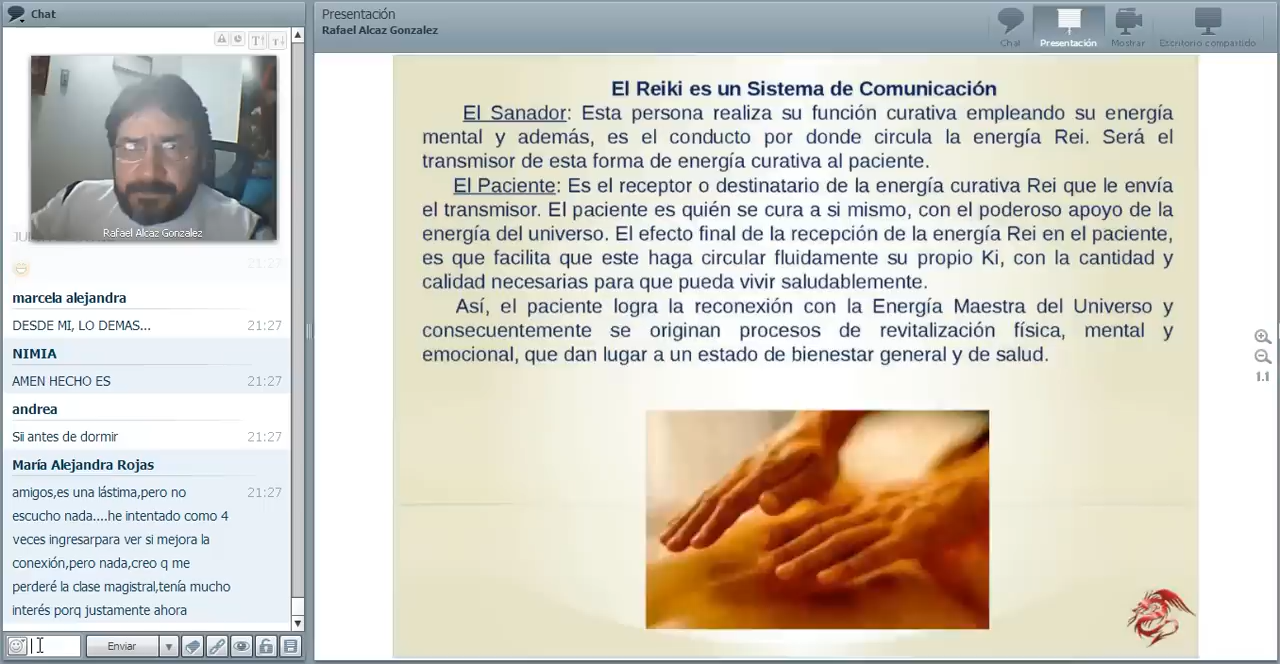 Chat
Rafael Alcaz Gonzalez
21:27
marcela alejandra
DESDE MI, LO DEMAS... 21:27
NIMIA
AMEN HECHO ES 21:27
andrea
Sii antes de dormir 21:27
María Alejandra Rojas
amigos,es una lástima,pero no 21:27
escucho nada....he intentado como 4
veces ingresarpara ver si mejora la
conexión,pero nada,creo q me
perderé la clase magistral,tenía mucho
interés porq justamente ahora
Enviar
Presentación
Rafael Alcaz Gonzalez
Chat Presentación Mostrar Escritorio compartido
El Reiki es un Sistema de Comunicación
El Sanador: Esta persona realiza su función curativa empleando su energía
mental y además, es el conducto por donde circula la energía Rei. Será el
transmisor de esta forma de energía curativa al paciente.
El Paciente: Es el receptor o destinatario de la energía curativa Rei que le envía
el transmisor. El paciente es quién se cura a si mismo, con el poderoso apoyo de la
energía del universo. El efecto final de la recepción de la energía Rei en el paciente,
es que facilita que este haga circular fluidamente su propio Ki, con la cantidad y
calidad necesarias para que pueda vivir saludablemente.
Así, el paciente logra la reconexión con la Energía Maestra del Universo y
consecuentemente se originan procesos de revitalización física, mental y
emocional, que dan lugar a un estado de bienestar general y de salud.
1.1